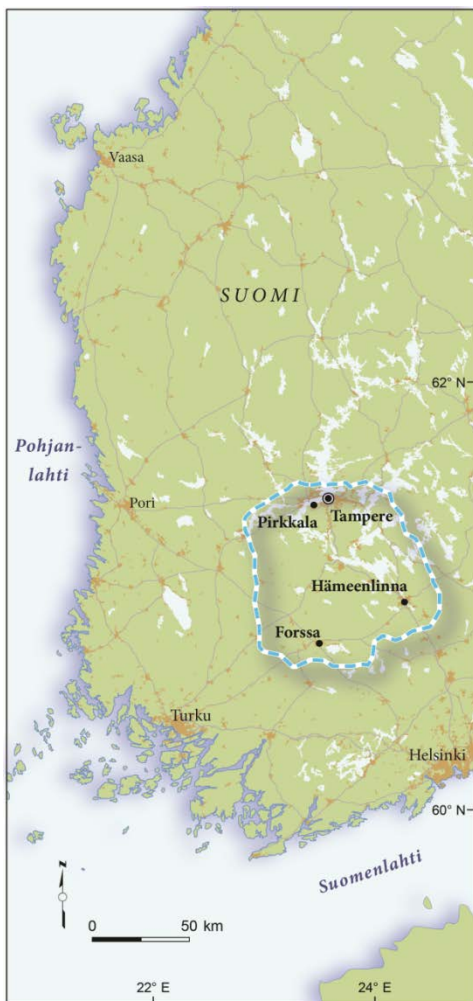 Vaasa
SUOMI
62° N
Pohjan-
lahti
Pori
Pirkkala
Tampere
Hämeenlinna
Forssa
Turku
Helsinki
60° N
Suomenlahti
N
0 50 km
22° E 24° E